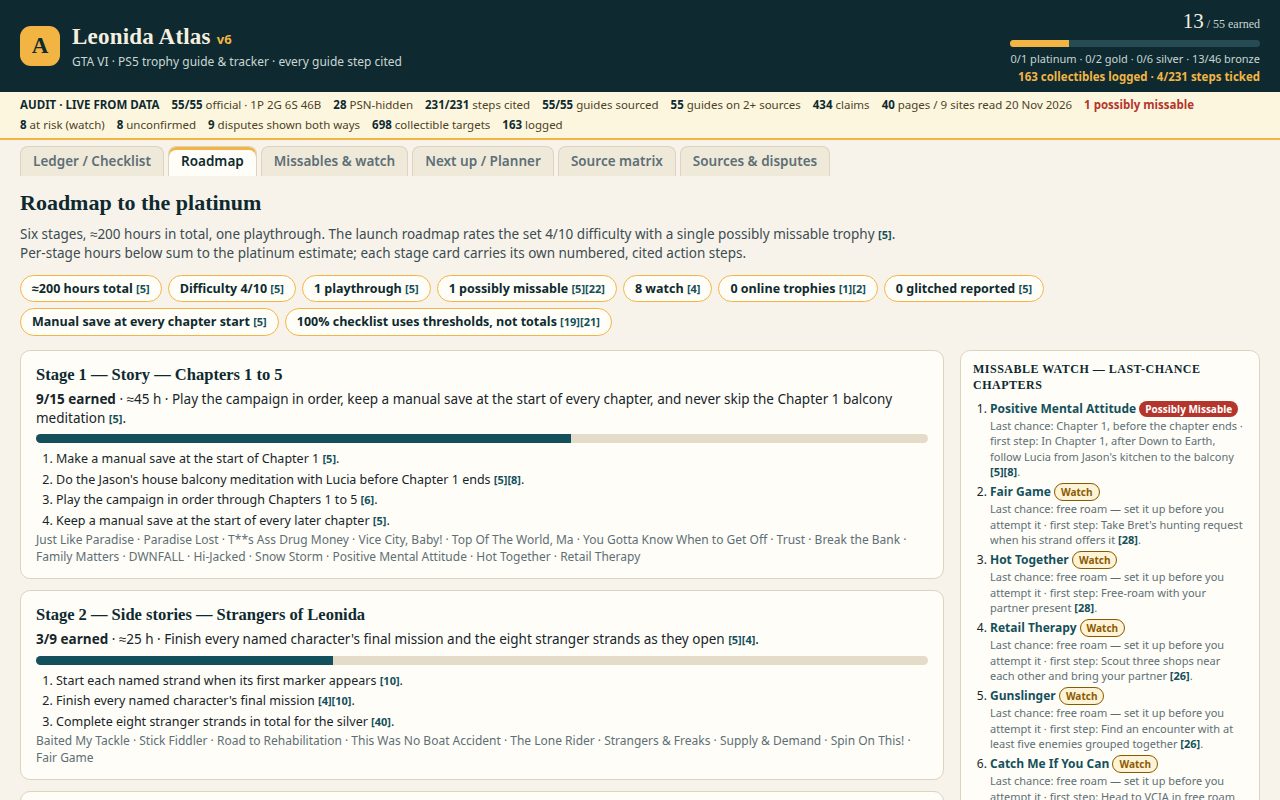 A
Leonida Atlas v6
GTA VI · PS5 trophy guide & tracker · every guide step cited
13 / 55 earned
0/1 platinum · 0/2 gold · 0/6 silver · 13/46 bronze
163 collectibles logged · 4/231 steps ticked
AUDIT · LIVE FROM DATA 55/55 official · 1P 2G 6S 46B 28 PSN-hidden 231/231 steps cited 55/55 guides sourced 55 guides on 2+ sources 434 claims 40 pages / 9 sites read 20 Nov 2026 1 possibly missable
8 at risk (watch) 8 unconfirmed 9 disputes shown both ways 698 collectible targets 163 logged
Ledger / Checklist Roadmap Missables & watch Next up / Planner Source matrix Sources & disputes
Roadmap to the platinum
Six stages, ≈200 hours in total, one playthrough. The launch roadmap rates the set 4/10 difficulty with a single possibly missable trophy [5].
Per-stage hours below sum to the platinum estimate; each stage card carries its own numbered, cited action steps.
≈200 hours total [5] Difficulty 4/10 [5] 1 playthrough [5] 1 possibly missable [5][22] 8 watch [4] 0 online trophies [1][2] 0 glitched reported [5]
Manual save at every chapter start [5] 100% checklist uses thresholds, not totals [19][21]
Stage 1 — Story — Chapters 1 to 5
9/15 earned · ≈45 h · Play the campaign in order, keep a manual save at the start of every chapter, and never skip the Chapter 1 balcony
meditation [5].
1. Make a manual save at the start of Chapter 1 [5].
2. Do the Jason's house balcony meditation with Lucia before Chapter 1 ends [5][8].
3. Play the campaign in order through Chapters 1 to 5 [6].
4. Keep a manual save at the start of every later chapter [5].
Just Like Paradise · Paradise Lost · T**s Ass Drug Money · Vice City, Baby! · Top Of The World, Ma · You Gotta Know When to Get Off · Trust · Break the Bank ·
Family Matters · DWNFALL · Hi-Jacked · Snow Storm · Positive Mental Attitude · Hot Together · Retail Therapy
Stage 2 — Side stories — Strangers of Leonida
3/9 earned · ≈25 h · Finish every named character's final mission and the eight stranger strands as they open [5][4].
1. Start each named strand when its first marker appears [10].
2. Finish every named character's final mission [4][10].
3. Complete eight stranger strands in total for the silver [40].
Baited My Tackle · Stick Fiddler · Road to Rehabilitation · This Was No Boat Accident · The Lone Rider · Strangers & Freaks · Supply & Demand · Spin On This! ·
Fair Game
MISSABLE WATCH — LAST-CHANCE
CHAPTERS
1. Positive Mental Attitude Possibly Missable
Last chance: Chapter 1, before the chapter ends ·
first step: In Chapter 1, after Down to Earth,
follow Lucia from Jason's kitchen to the balcony
[5][8].
2. Fair Game Watch
Last chance: free roam — set it up before you
attempt it · first step: Take Bret's hunting request
when his strand offers it [28].
3. Hot Together Watch
Last chance: free roam — set it up before you
attempt it · first step: Free-roam with your
partner present [28].
4. Retail Therapy Watch
Last chance: free roam — set it up before you
attempt it · first step: Scout three shops near
each other and bring your partner [26].
5. Gunslinger Watch
Last chance: free roam — set it up before you
attempt it · first step: Find an encounter with at
least five enemies grouped together [26].
6. Catch Me If You Can Watch
Last chance: free roam — set it up before you
attempt it · first step: Head to VCIA in free roam